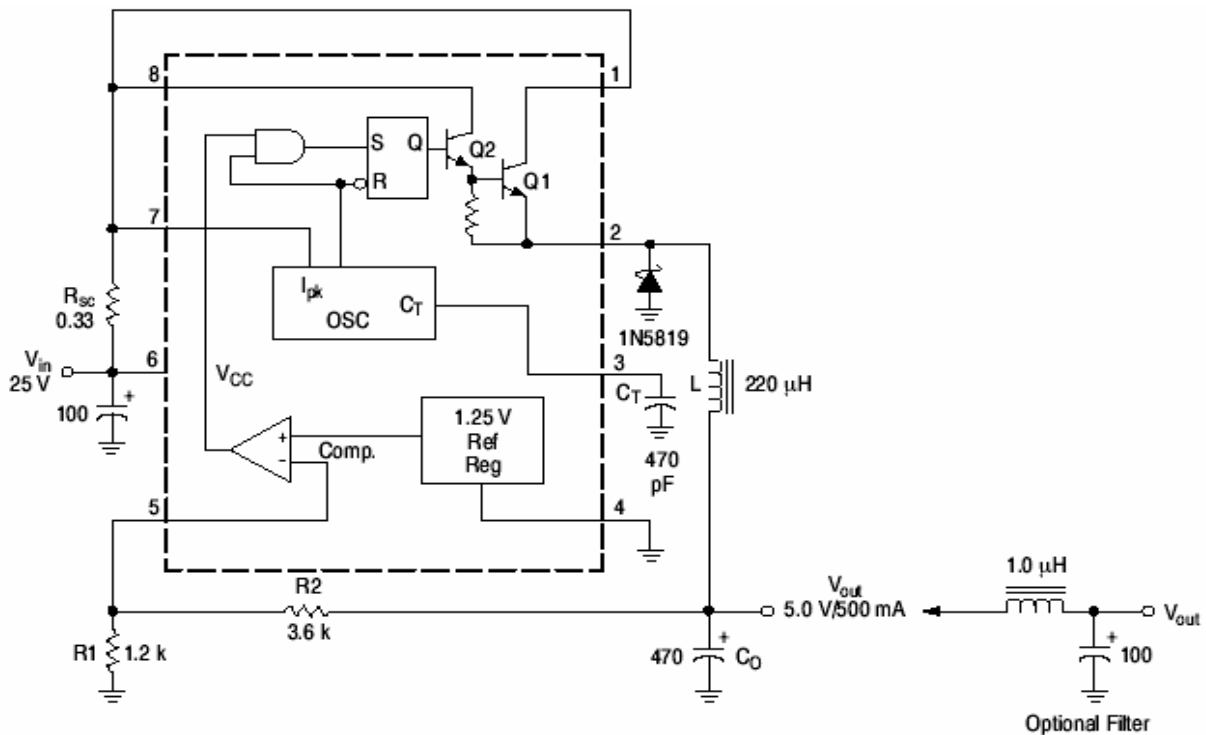 8
1
S
Q
Q2
R
Q1
7
2
Rsc
0.33
Ipk
CT
OSC
1N5819
Vin
25 V
6
VCC
3
CT
L
220 µH
100
+
+
-
Comp.
1.25 V
Ref
Reg
470
pF
5
4
R2
3.6 k
R1
1.2 k
Vout
5.0 V/500 mA
1.0 µH
Vout
470
+
CO
+
100
Optional Filter